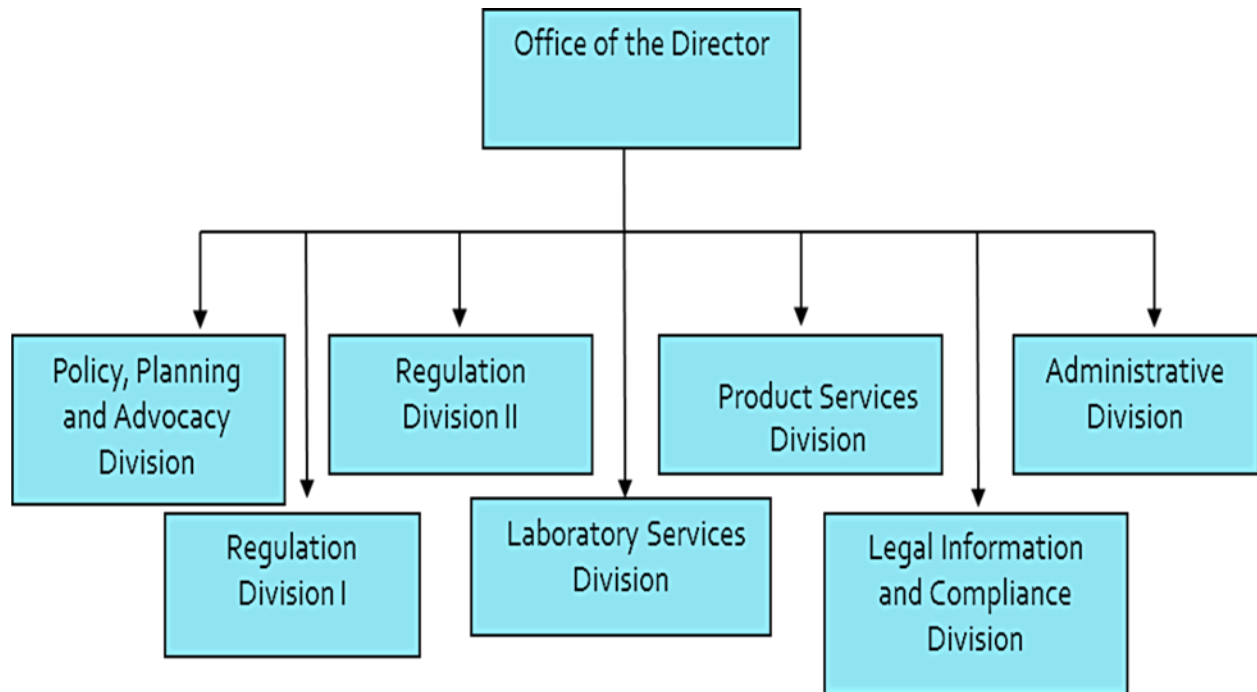 Office of the Director
Policy, Planning
and Advocacy
Division
Regulation
Division II
Product Services
Division
Administrative
Division
Regulation
Division I
Laboratory Services
Division
Legal Information
and Compliance
Division